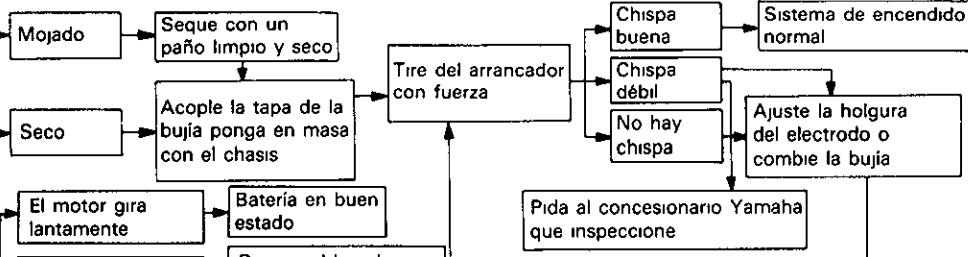 Mojado
Seque con un
paño limpio y seco
Seco
Acople la tapa de la
bujía ponga en masa
con el chasis
Tire del arrancador
con fuerza
Chispa
buena
Sistema de encendido
normal
Chispa
débil
No hay
chispa
Ajuste la holgura
del electrodo o
combie la bujía
El motor gira
lantamente
Batería en buen
estado
Pida al concesionario Yamaha
que inspeccione